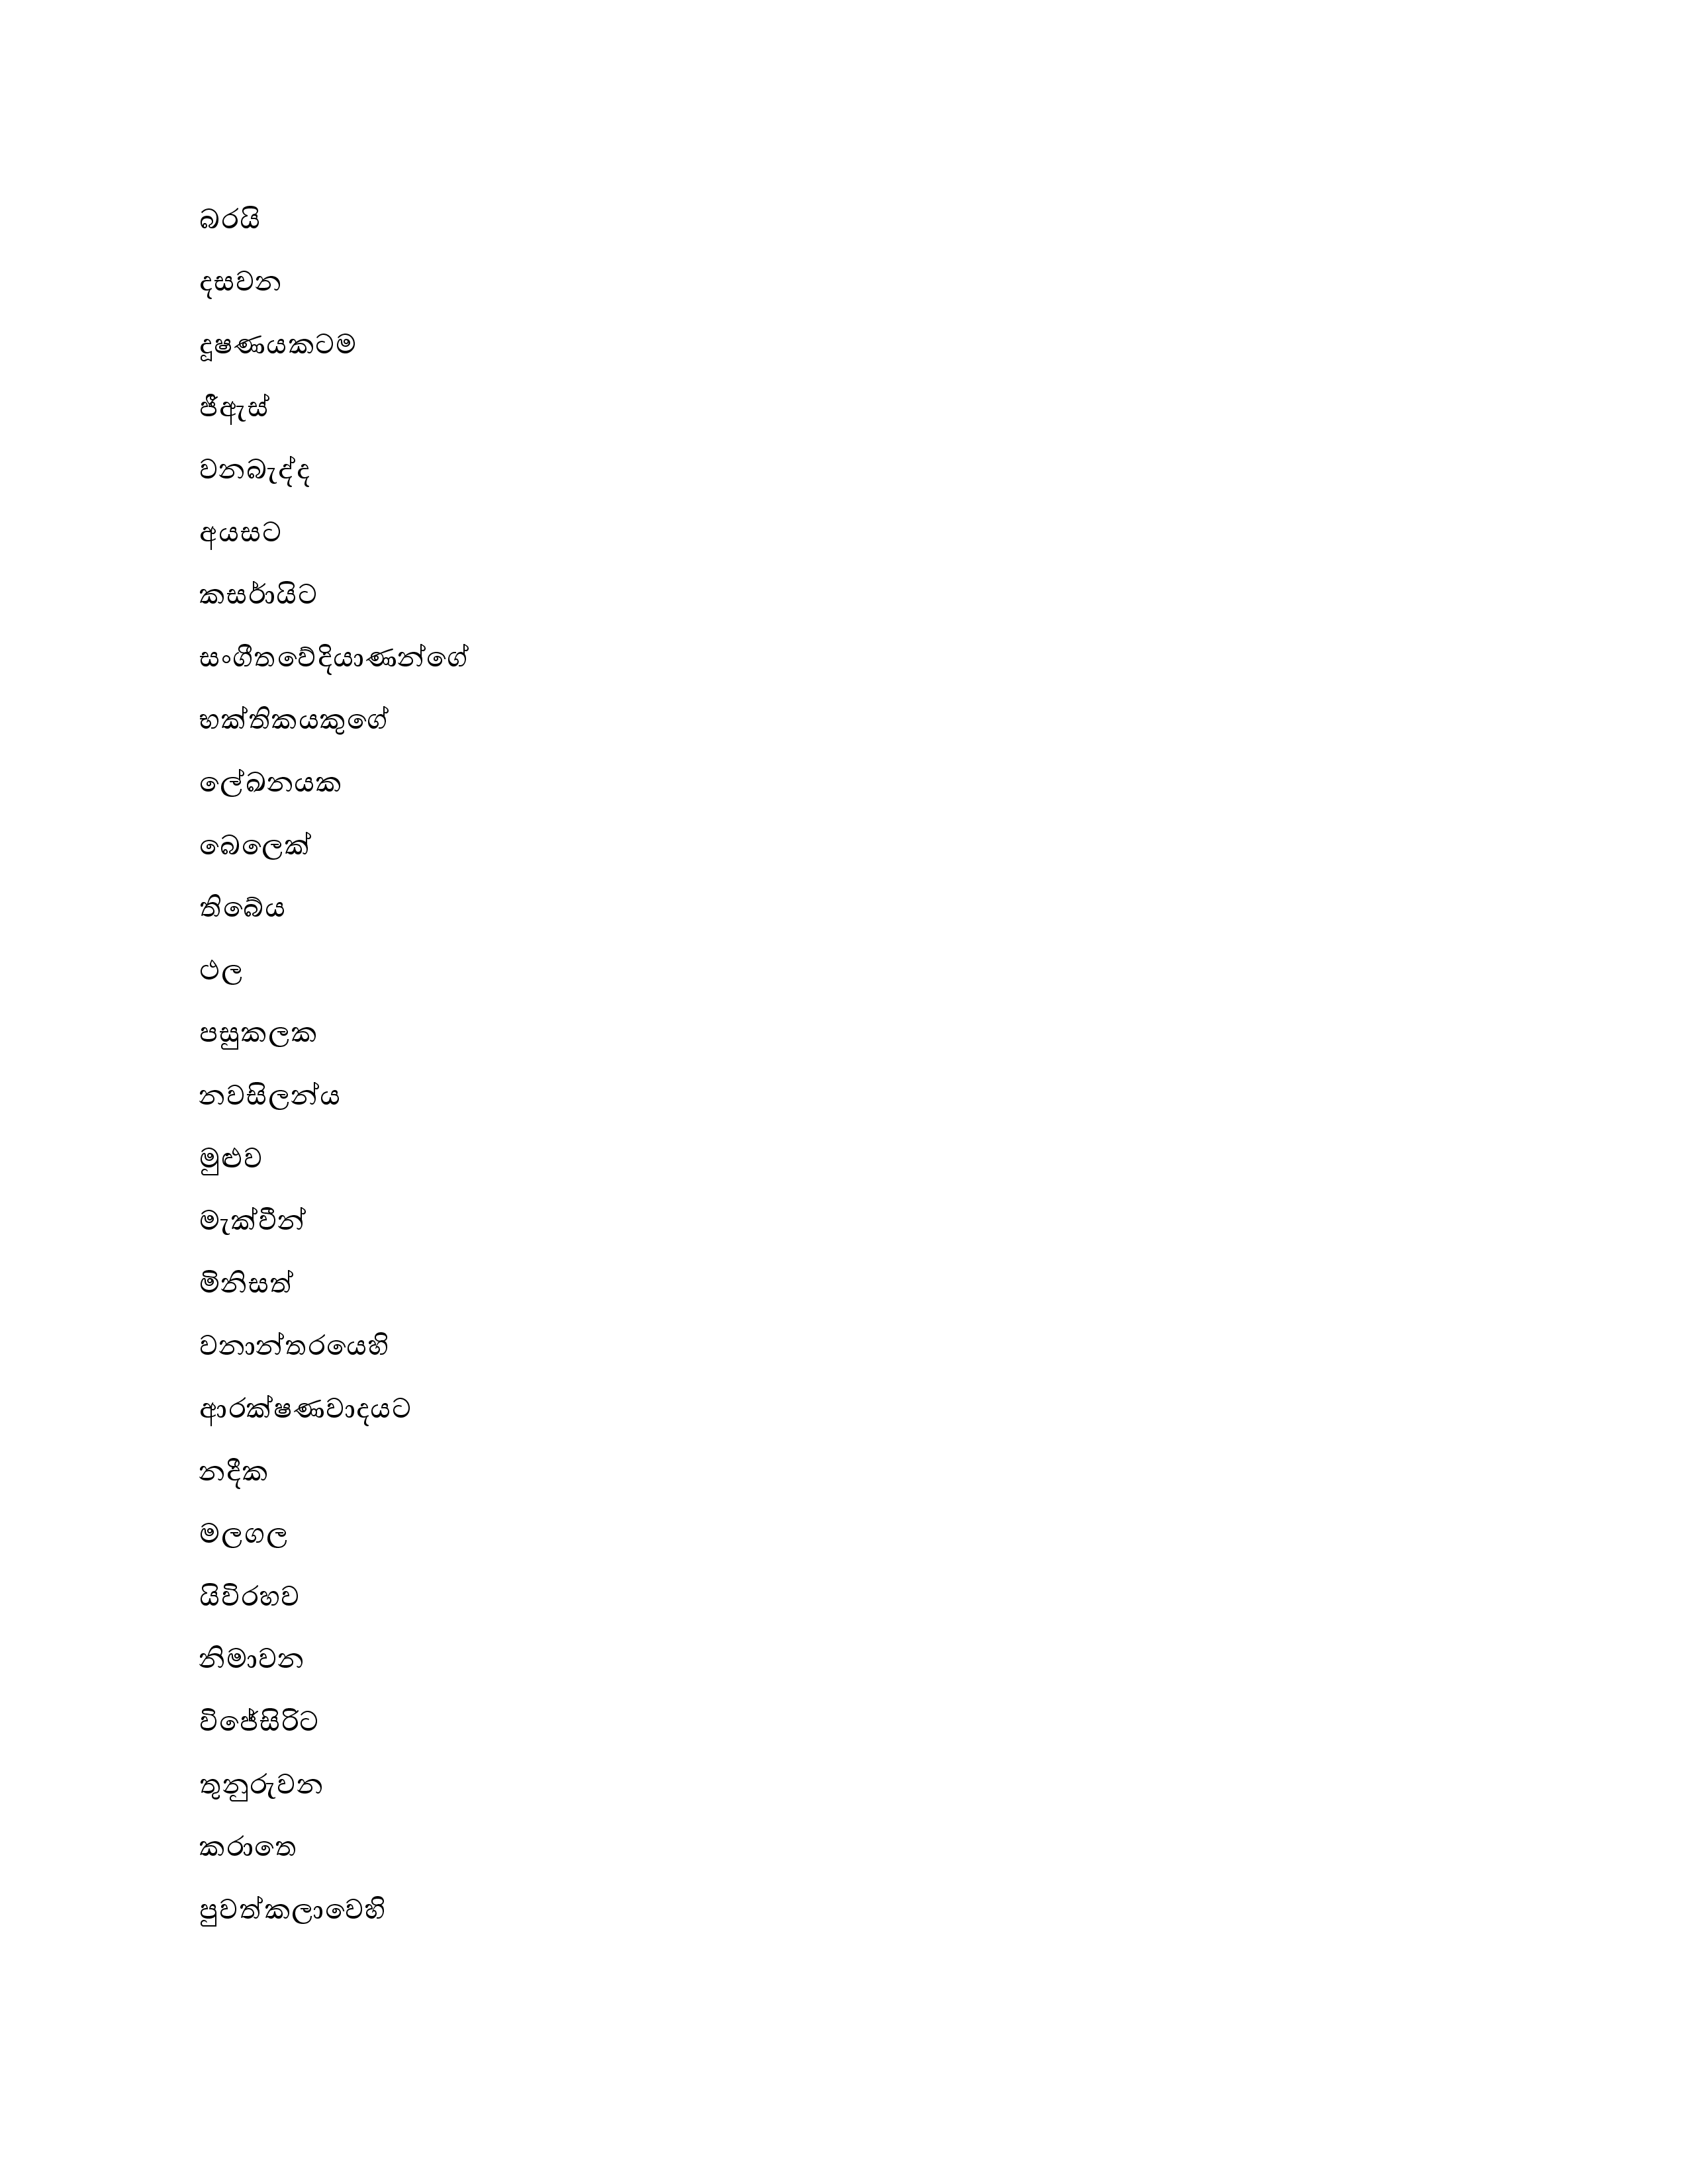 බරයි
දසවන
දූෂණයකටම
ජීඇස්
වනබැද්ද
අයසට
කසර්ායිට
සංගීතවේදියාණන්ගේ
භක්තිකයකුගේ
ලේඛනයක
බෙලෙක්
තිබේය
ථල
පසුකලක
නවසිලන්ය
මුළුව
මැක්වීන්
මිනිසත්
වනාන්තරයෙහි
ආරක්ෂණවාදයට
නදීක
මලගල
යිවිරහව
නිමාවන
විජේසිරිට
තුනුරුවන
කරාතෙ
පුවත්කලාවෙහි